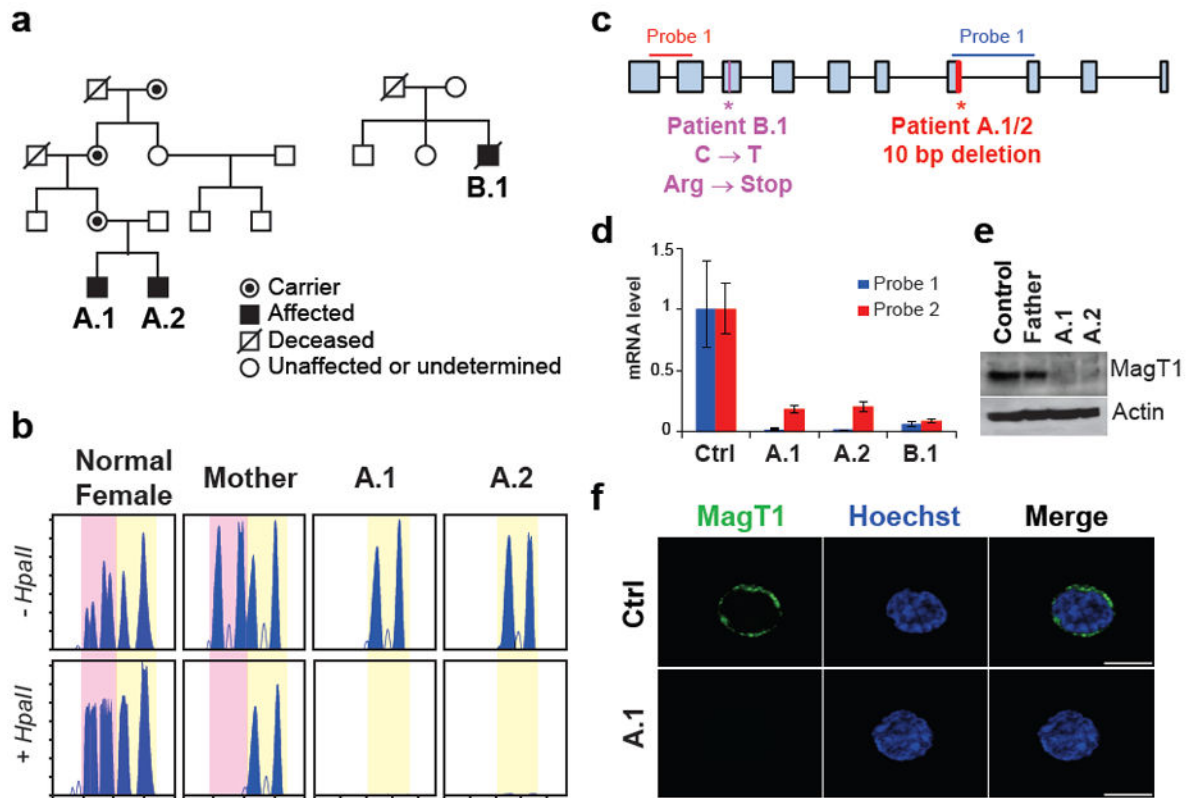 a
B.1
A.1 A.2
Carrier
Affected
Deceased
Unaffected or undetermined
b
Normal Female
Mother
A.1
A.2
- HpaII
+ HpaII
c
Probe 1
Probe 1
*
*
Patient B.1
C → T
Arg → Stop
Patient A.1/2
10 bp deletion
d
mRNA level
1.5
1
0.5
0
Probe 1
Probe 2
Ctrl A.1 A.2 B.1
e
Control
Father
A.1
A.2
MagT1
Actin
f
MagT1 Hoechst Merge
Ctrl
A.1